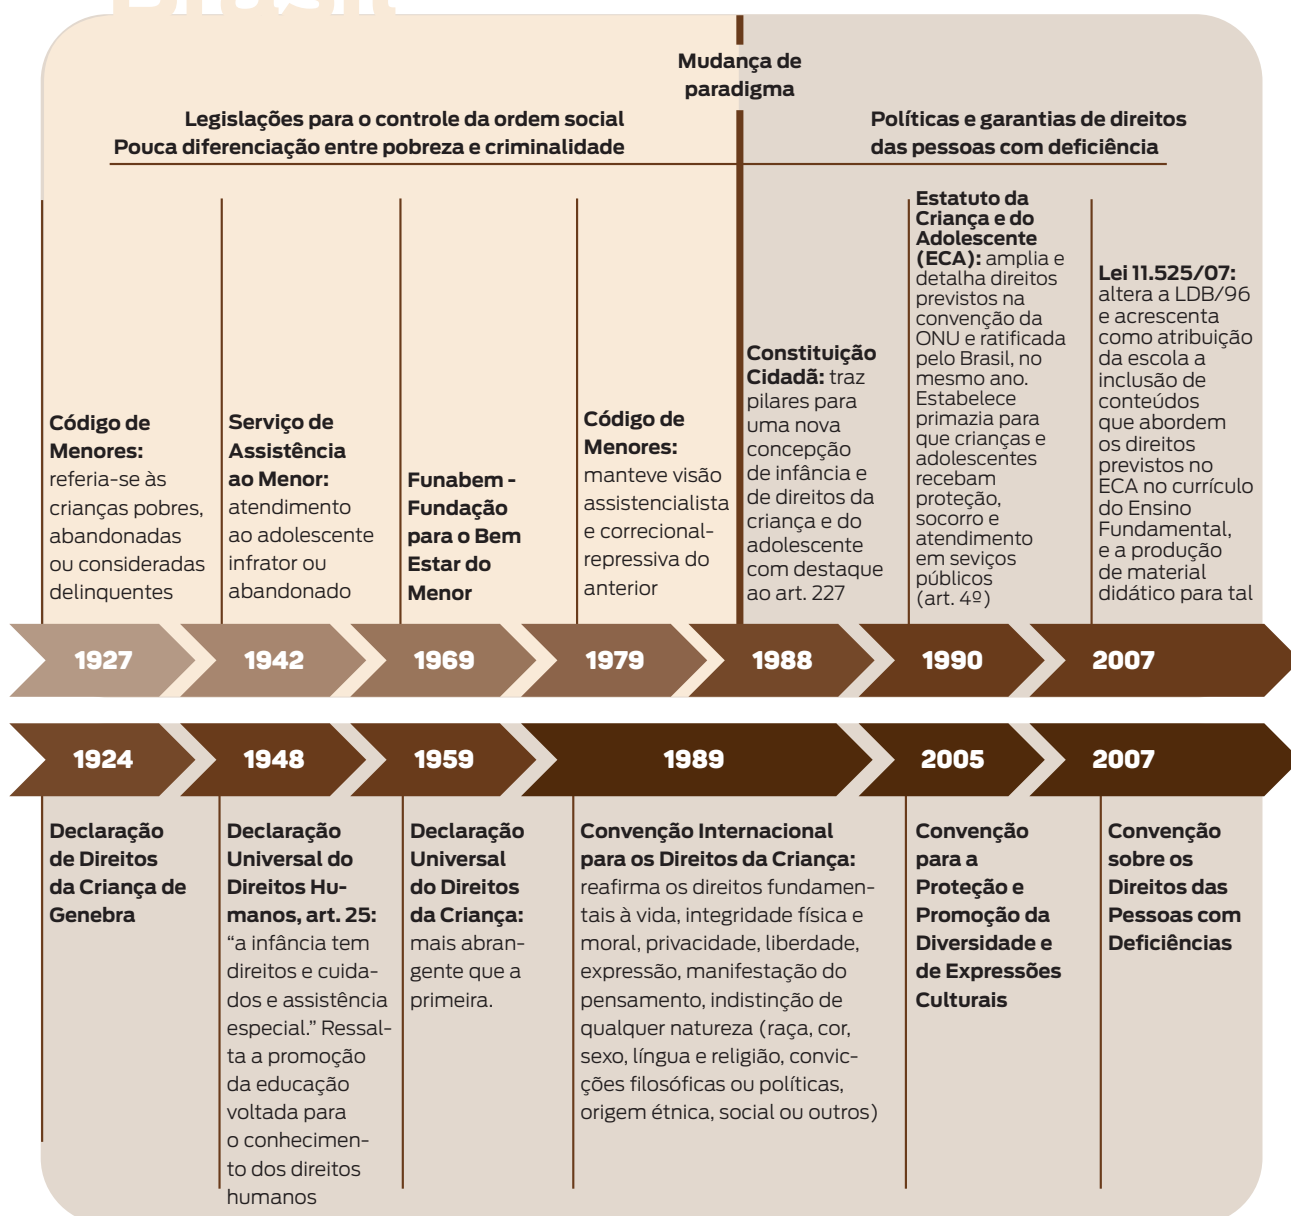 Brasil
Mudança de
paradigma
Legislações para o controle da ordem social
Pouca diferenciação entre pobreza e criminalidade
Políticas e garantias de direitos
das pessoas com deficiência
Código de
Menores:
referia-se às
crianças pobres,
abandonadas
ou consideradas
delinquentes
Serviço de
Assistência
ao Menor:
atendimento
ao adolescente
infrator ou
abandonado
Funabem -
Fundação
para o Bem
Estar do
Menor
Código de
Menores:
manteve visão
assistencialista
e correcional-
repressiva do
anterior
Constituição
Cidadã: traz
pilares para
uma nova
concepção
de infância e
de direitos da
criança e do
adolescente
com destaque
ao art. 227
Estatuto da
Criança e do
Adolescente
(ECA): amplia e
detalha direitos
previstos na
convenção da
ONU e ratificada
pelo Brasil, no
mesmo ano.
Estabelece
primazia para
que crianças e
adolescentes
recebam
proteção,
socorro e
atendimento
em seviços
públicos
(art. 4º)
Lei 11.525/07:
altera a LDB/96
e acrescenta
como atribuição
da escola a
inclusão de
conteúdos
que abordem
os direitos
previstos no
ECA no currículo
do Ensino
Fundamental,
e a produção
de material
didático para tal
1927
1942
1969
1979
1988
1990
2007
1924
1948
1959
1989
2005
2007
Declaração
de Direitos
da Criança de
Genebra
Declaração
Universal do
Direitos Hu-
manos, art. 25:
“a infância tem
direitos e cuida-
dos e assistência
especial.” Ressal-
ta a promoção
da educação
voltada para
o conhecimen-
to dos direitos
humanos
Declaração
Universal
do Direitos
da Criança:
mais abran-
gente que a
primeira.
Convenção Internacional
para os Direitos da Criança:
reafirma os direitos fundamen-
tais à vida, integridade física e
moral, privacidade, liberdade,
expressão, manifestação do
pensamento, indistinção de
qualquer natureza (raça, cor,
sexo, língua e religião, convic-
ções filosóficas ou políticas,
origem étnica, social ou outros)
Convenção
para a
Proteção e
Promoção da
Diversidade e
de Expressões
Culturais
Convenção
sobre os
Direitos das
Pessoas com
Deficiências